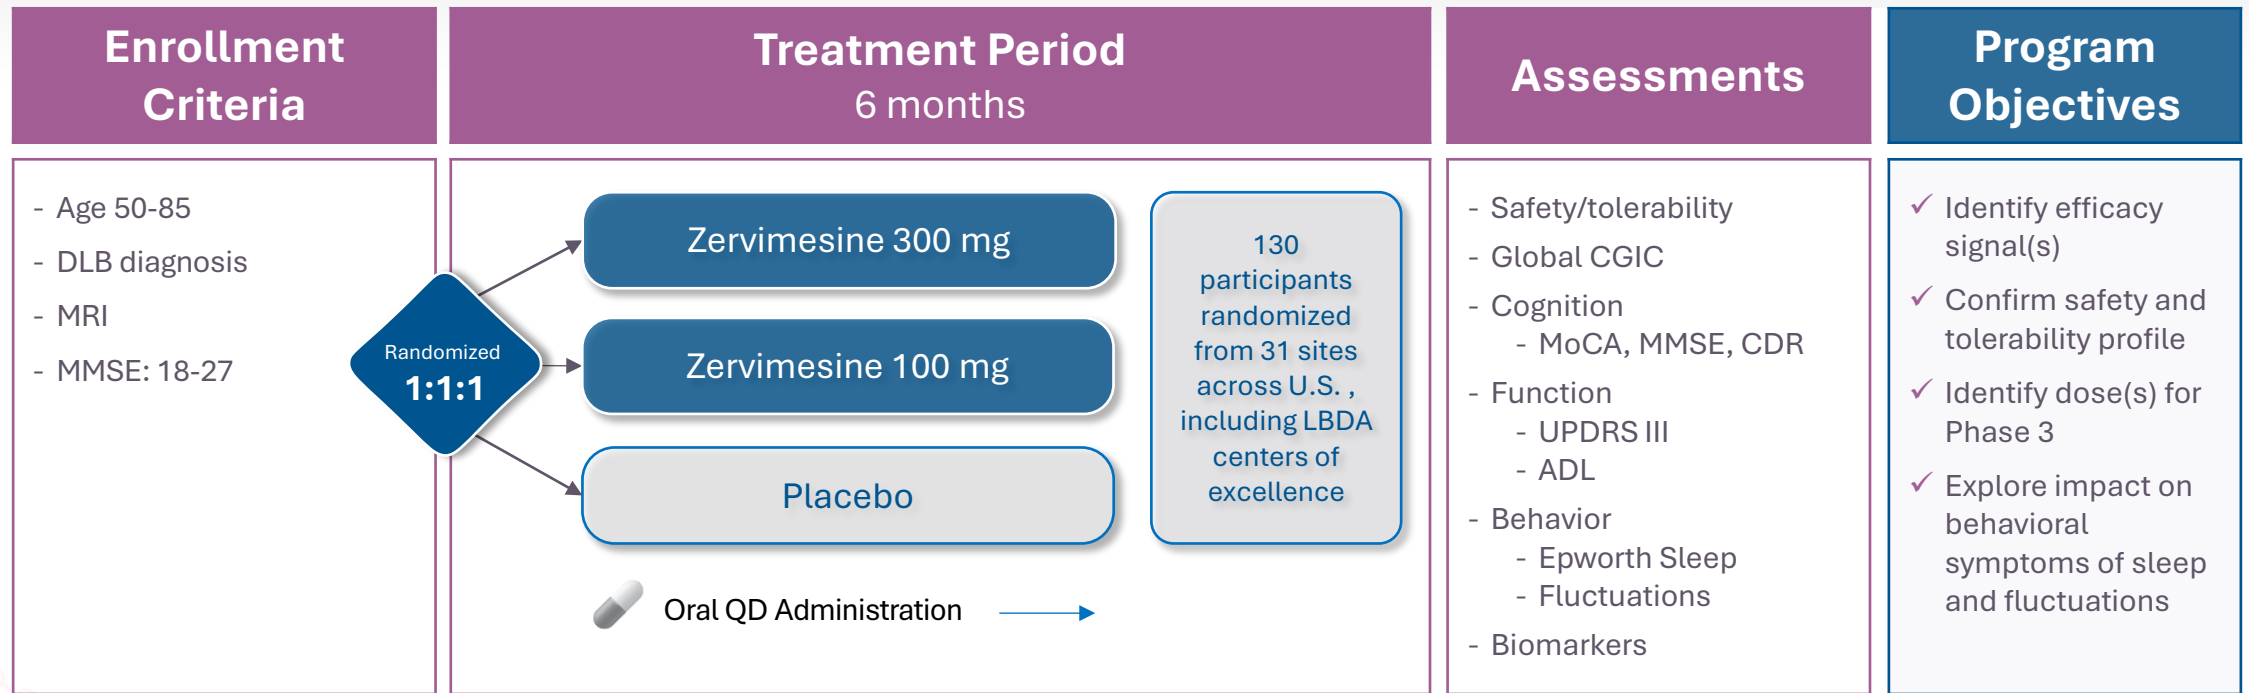 Enrollment
Criteria
- Age 50-85
- DLB diagnosis
- MRI
- MMSE: 18-27
Treatment Period
6 months
Randomized
1:1:1
Zervimesine 300 mg
Zervimesine 100 mg
Placebo
Oral QD Administration
130
participants
randomized
from 31 sites
across U.S. ,
including LBDA
centers of
excellence
Assessments
- Safety/tolerability
- Global CGIC
- Cognition
- MoCA, MMSE, CDR
- Function
- UPDRS III
- ADL
- Behavior
- Epworth Sleep
- Fluctuations
- Biomarkers
Program
Objectives
✓ Identify efficacy
signal(s)
✓ Confirm safety and
tolerability profile
✓ Identify dose(s) for
Phase 3
✓ Explore impact on
behavioral
symptoms of sleep
and fluctuations